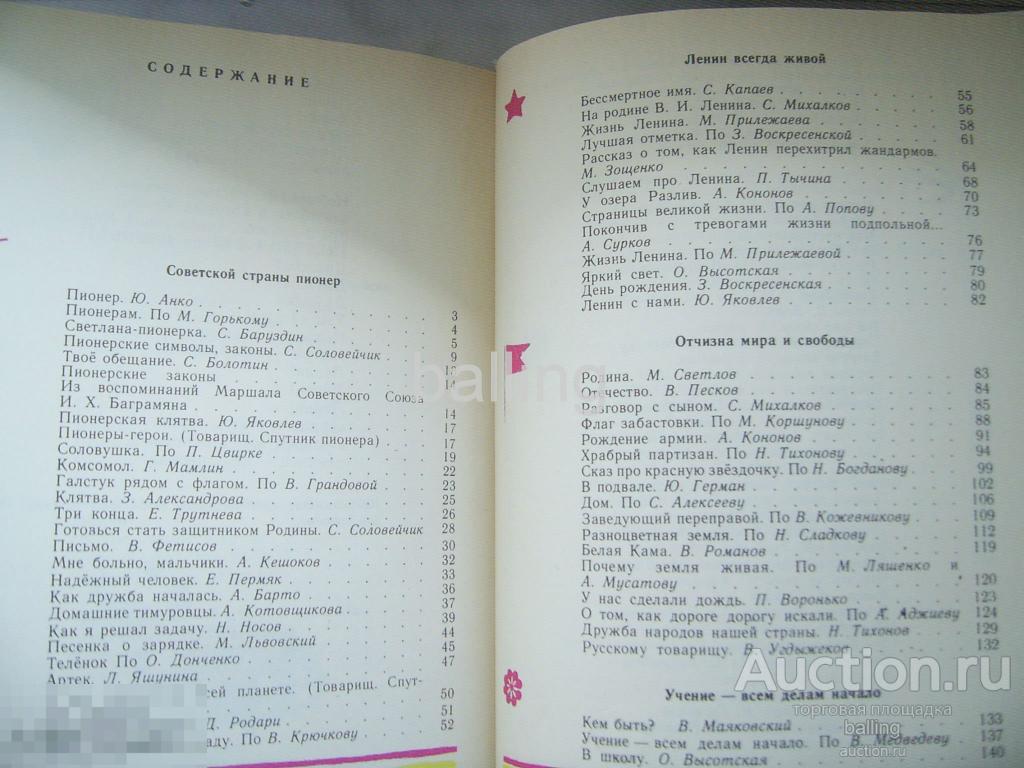 СОДЕРЖАНИЕ
Советской страны пионер
Пионер. Ю. Анко . . . 3
Пионерам. По М. Горькому . . . 4
Светлана-пионерка. С. Баруздин . . . 5
Пионерские символы, законы. С. Соловейчик . 9
Твоё обещание. С. Болотин . . .
Пионерские законы . . . 14
Из воспоминаний Маршала Советского Союза
И. Х. Баграмяна . . . 14
Пионерская клятва. Ю. Яковлев . . . 17
Пионеры-герои. (Товарищ. Спутник пионера) . 17
Соловушка. По П. Цвирке . . . 19
Комсомол. Г. Мамлин . . . 22
Галстук рядом с флагом. По В. Грандовой . . 23
Клятва. З. Александрова . . . 25
Три конца. Е. Трутнева . . . 26
Готовься стать защитником Родины. С. Соловейчик 28
Письмо. В. Фетисов . . . 30
Мне больно, мальчики. А. Кешоков . . . 32
Надёжный человек. Е. Пермяк . . . 33
Как дружба началась. А. Барто . . . 36
Домашние тимуровцы. А. Котовщикова . . . 37
Как я решал задачу. Н. Носов . . . 39
Песенка о зарядке. М. Львовский . . . 44
Телёнок По О. Донченко . . . 45
Артек. Л. Яшунина . . . 47
сей планете. (Товарищ. Спут-
50
Д. Родари . . . 51
аду. По В. Крючкову . . . 52
Ленин всегда живой
Бессмертное имя. С. Капаев . . . 55
На родине В. И. Ленина. С. Михалков . . . 56
Жизнь Ленина. М. Прилежаева . . . 58
Лучшая отметка. По З. Воскресенской . . . 61
Рассказ о том, как Ленин перехитрил жандармов.
М. Зощенко . . . 64
Слушаем про Ленина. П. Тычина . . . 68
У озера Разлив. А. Кононов . . . 70
Страницы великой жизни. По А. Попову . . . 73
Покончив с тревогами жизни подпольной...
А. Сурков . . . 76
Жизнь Ленина. По М. Прилежаевой . . . 77
Яркий свет. О. Высотская . . . 79
День рождения. З. Воскресенская . . . 80
Ленин с нами. Ю. Яковлев . . . 82
Отчизна мира и свободы
Родина. М. Светлов . . . 83
Отечество. В. Песков . . . 84
Разговор с сыном. С. Михалков . . . 85
Флаг забастовки. По М. Коршунову . . . 88
Рождение армии. А. Кононов . . . 91
Храбрый партизан. По Н. Тихонову . . . 94
Сказ про красную звёздочку. По Н. Богданову . 99
В подвале. Ю. Герман . . . 102
Дом. По С. Алексееву . . . 106
Заведующий переправой. По В. Кожевникову . 109
Разноцветная земля. По Н. Сладкову . . . 112
Белая Кама. В. Романов . . . 119
Почему земля живая. По М. Ляшенко и
А. Мусатову . . . 120
У нас сделали дождь. П. Воронько . . . 123
О том, как дорогу искали. По А. Аджиеву 124
Дружба народов нашей страны. Н. Тихонов . . 129
Русскому товарищу. В. Угдыжеков . . . 132
Учение — всем делам начало
Кем быть? В. Маяковский . . . 133
Учение — всем делам начало. По В. Медведеву 137
В школу. О. Высотская . . . 140
balling
Auction.ru
торговая площадка
balling
auction.ru